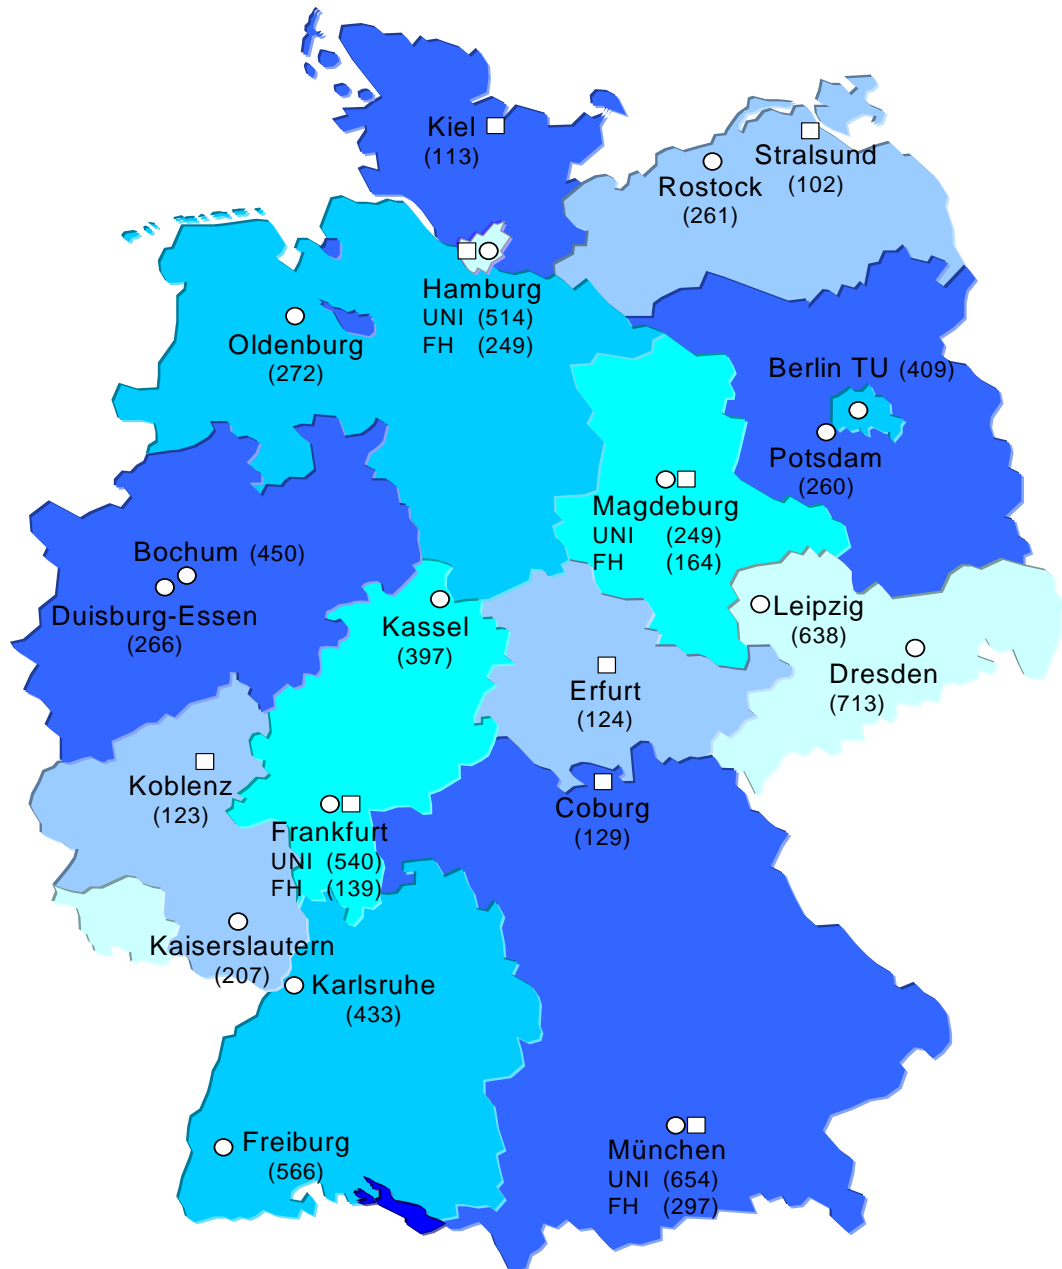 Kiel
(113)
Stralsund
(102)
Rostock
(261)
Hamburg
UNI (514)
FH (249)
Oldenburg
(272)
Berlin TU (409)
Potsdam
(260)
Magdeburg
UNI (249)
FH (164)
Bochum (450)
Duisburg-Essen
(266)
Kassel
(397)
Leipzig
(638)
Dresden
(713)
Erfurt
(124)
Koblenz
(123)
Coburg
(129)
Frankfurt
UNI (540)
FH (139)
Kaiserslautern
(207)
Karlsruhe
(433)
Freiburg
(566)
München
UNI (654)
FH (297)